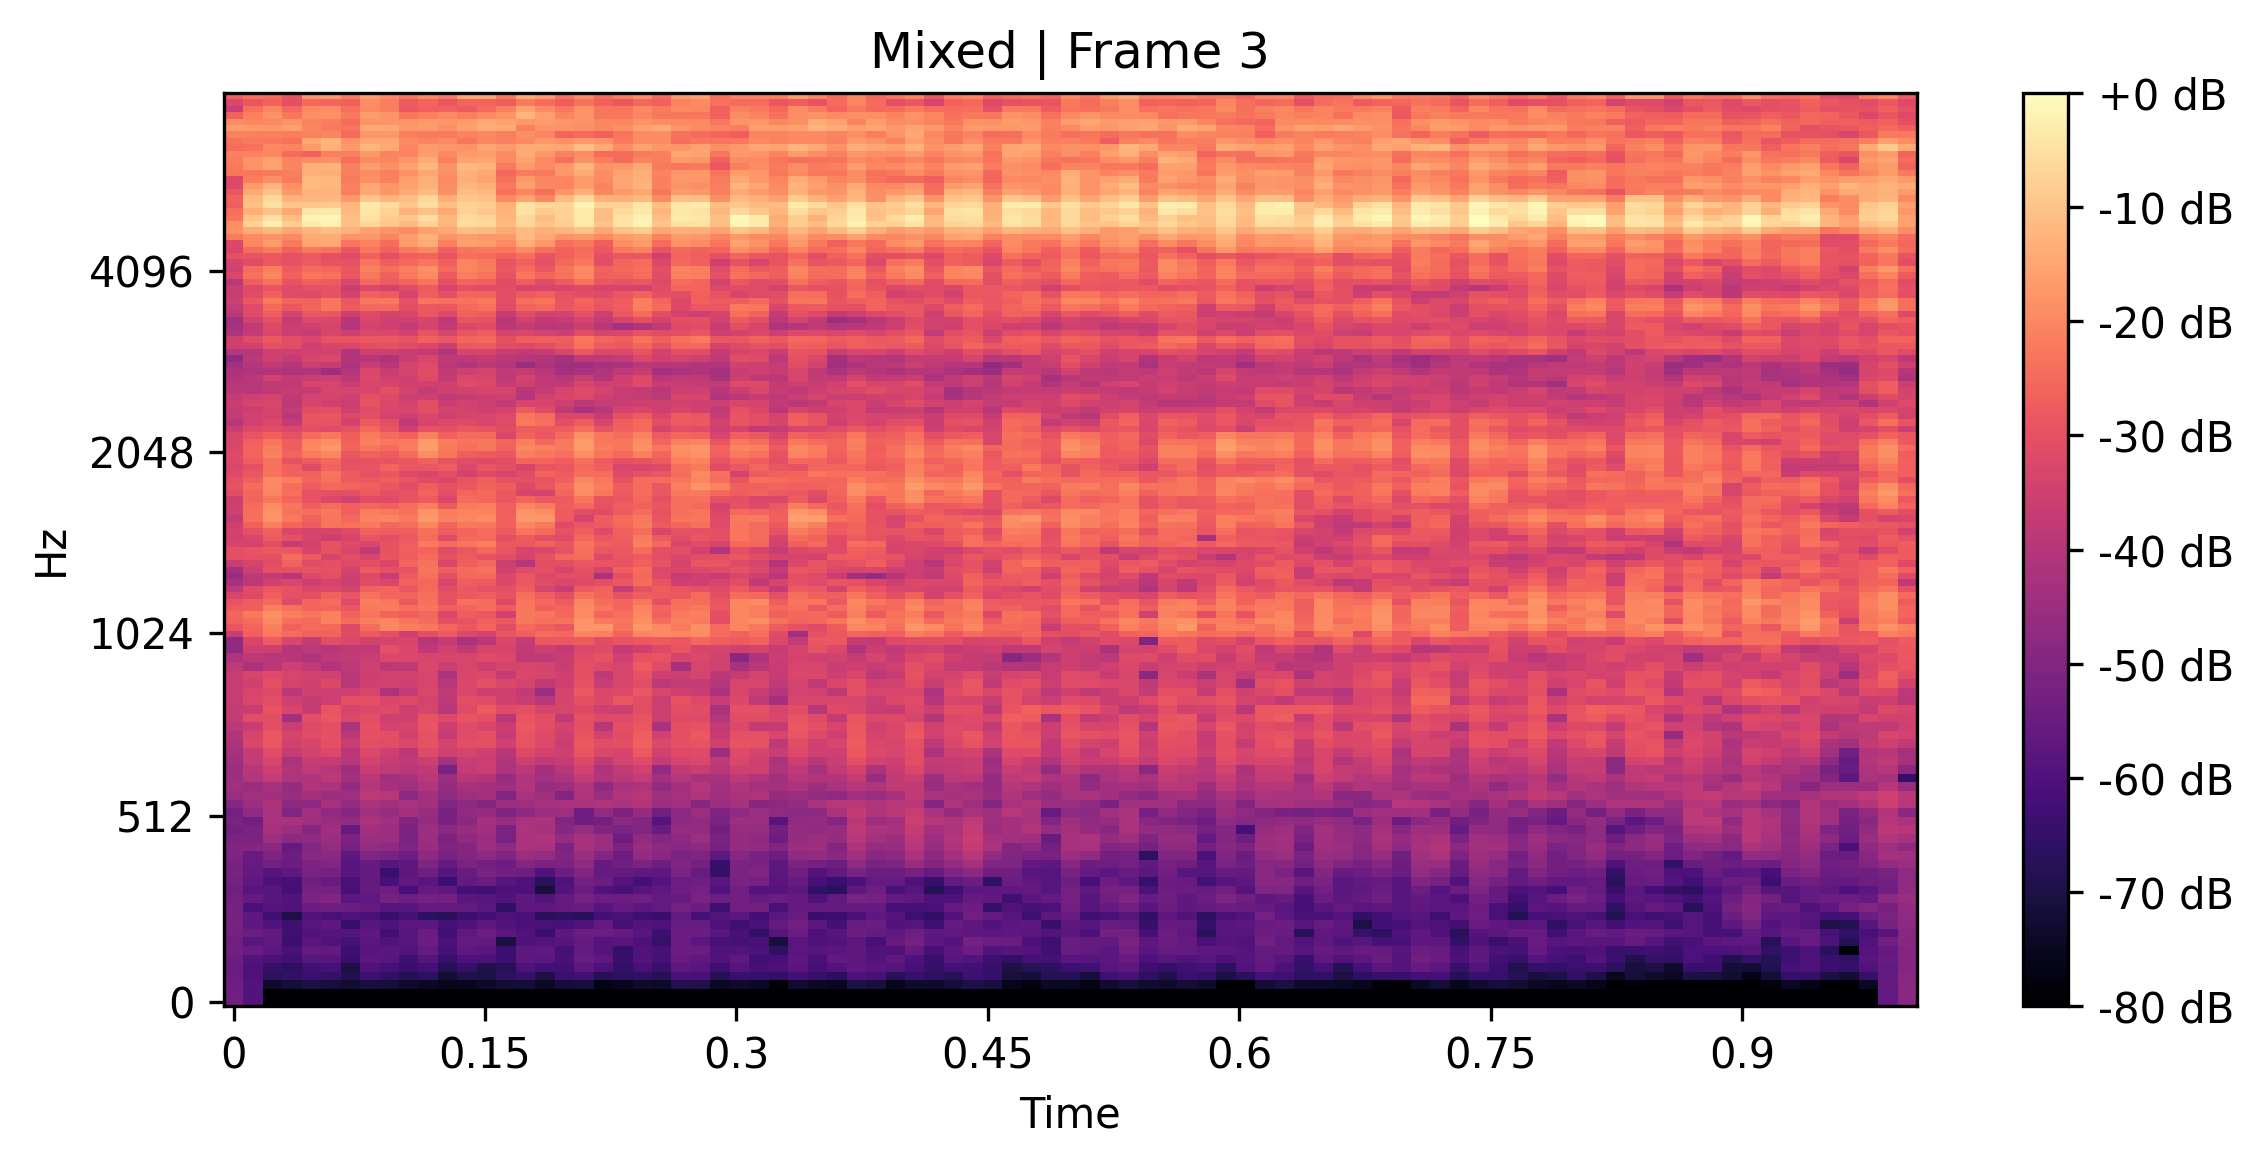 Mixed | Frame 3
Hz
4096
2048
1024
512
0
0 0.15 0.3 0.45 0.6 0.75 0.9
Time
+0 dB
-10 dB
-20 dB
-30 dB
-40 dB
-50 dB
-60 dB
-70 dB
-80 dB